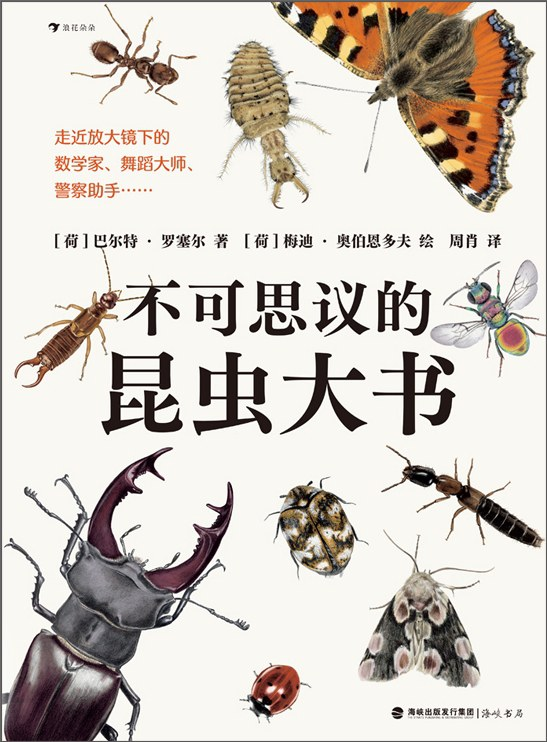 浪花朵朵
走近放大镜下的
数学家、舞蹈大师、
警察助手……
[荷]巴尔特·罗塞尔 著 [荷]梅迪·奥伯恩多夫 绘 周肖 译
不可思议的
昆虫大书
海峡出版发行集团 海峡书局